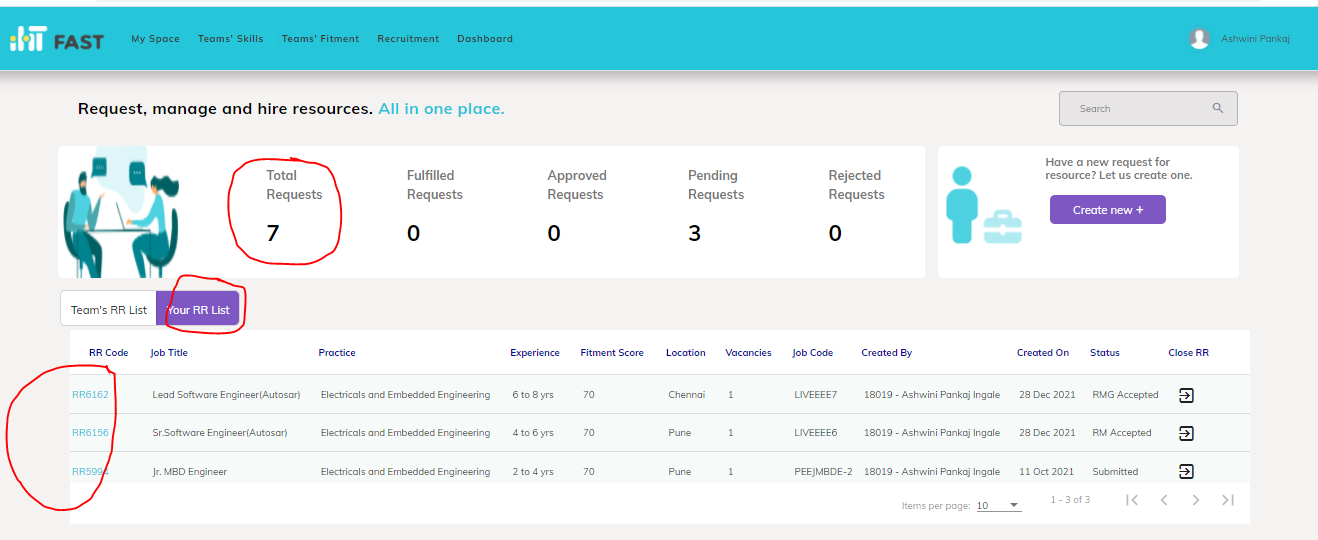 iHT FAST My Space Teams' Skills Teams' Fitment Recruitment Dashboard Ashwini Pankaj
Request, manage and hire resources. All in one place.
Search
Total Requests
7
Fulfilled Requests
0
Approved Requests
0
Pending Requests
3
Rejected Requests
0
Have a new request for
resource? Let us create one.
Create new +
Team's RR List Your RR List
RR Code Job Title Practice Experience Fitment Score Location Vacancies Job Code Created By Created On Status Close RR
RR6162 Lead Software Engineer(Autosar) Electricals and Embedded Engineering 6 to 8 yrs 70 Chennai 1 LIVEEEE7 18019 - Ashwini Pankaj Ingale 28 Dec 2021 RMG Accepted
RR6156 Sr.Software Engineer(Autosar) Electricals and Embedded Engineering 4 to 6 yrs 70 Pune 1 LIVEEEE6 18019 - Ashwini Pankaj Ingale 28 Dec 2021 RM Accepted
RR5994 Jr. MBD Engineer Electricals and Embedded Engineering 2 to 4 yrs 70 Pune 1 PEEJMBDE-2 18019 - Ashwini Pankaj Ingale 11 Oct 2021 Submitted
Items per page: 10 1 - 3 of 3